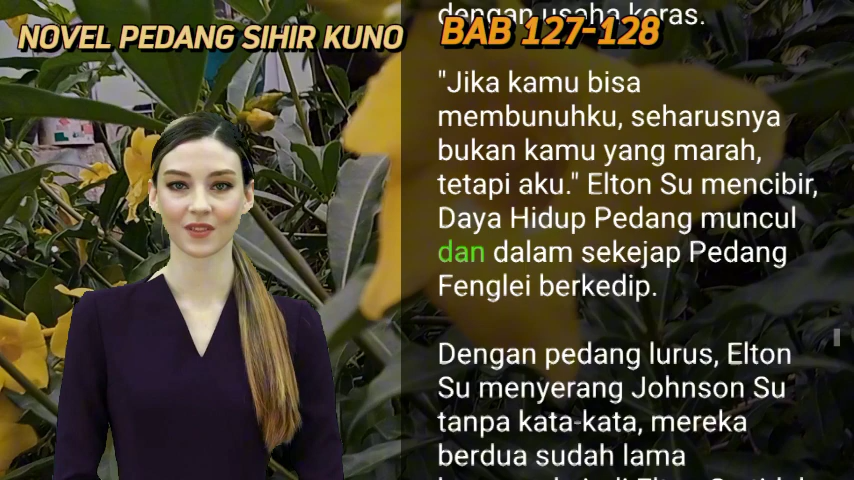 NOVEL PEDANG SIHIR KUNO
BAB 127-128
dengan usaha keras.
"Jika kamu bisa
membunuhku, seharusnya
bukan kamu yang marah,
tetapi aku." Elton Su mencibir,
Daya Hidup Pedang muncul
dan dalam sekejap Pedang
Fenglei berkedip.
Dengan pedang lurus, Elton
Su menyerang Johnson Su
tanpa kata-kata, mereka
berdua sudah lama